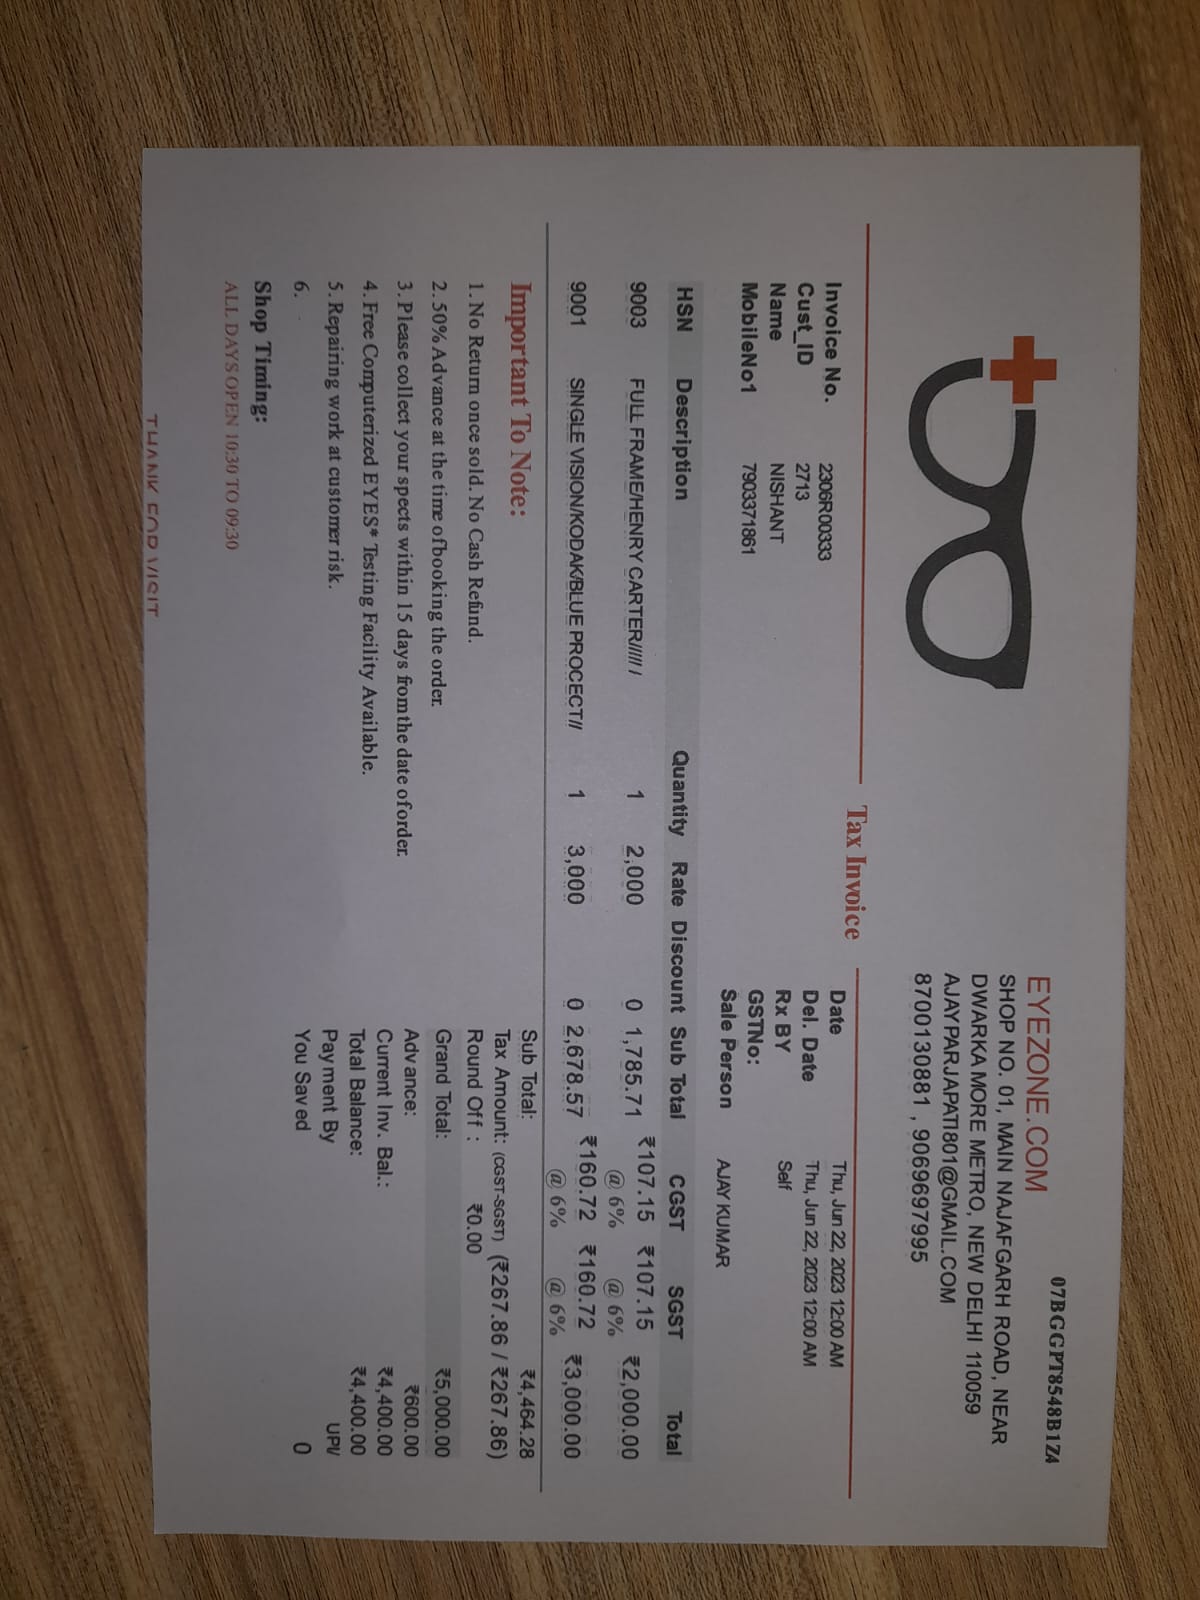 07BGGPT8548B1Z4
EYEZONE.COM
SHOP NO. 01, MAIN NAJAFGARH ROAD, NEAR
DWARKA MORE METRO, NEW DELHI 110059
AJAYPARJAPATI801@GMAIL.COM
8700130881 , 9069697995
Tax Invoice
Invoice No. 2306R00333
Cust_ID 2713
Name NISHANT
MobileNo1 7903371861
Date Thu, Jun 22, 2023 12:00 AM
Del. Date Thu, Jun 22, 2023 12:00 AM
Rx BY Self
GSTNo:
Sale Person AJAY KUMAR
HSN Description Quantity Rate Discount Sub Total CGST SGST Total
9003 FULL FRAME/HENRY CARTER///// / 1 2,000 0 1,785.71 ₹107.15 ₹107.15 ₹2,000.00
@ 6% @ 6%
9001 SINGLE VISION/KODAK/BLUE PROCECT// 1 3,000 0 2,678.57 ₹160.72 ₹160.72 ₹3,000.00
@ 6% @ 6%
Important To Note:
1. No Return once sold. No Cash Refund.
2. 50% Advance at the time of booking the order.
3. Please collect your spects within 15 days from the date of order.
4. Free Computerized EYES* Testing Facility Available.
5. Repairing work at customer risk.
6.
Sub Total: ₹4,464.28
Tax Amount: (CGST-SGST) (₹267.86 / ₹267.86)
Round Off : ₹0.00
Grand Total: ₹5,000.00
Advance: ₹600.00
Current Inv. Bal.: ₹4,400.00
Total Balance: ₹4,400.00
Payment By UPI/
You Saved 0
Shop Timing:
ALL DAYS OPEN 10:30 TO 09:30
THANK FOR VISIT